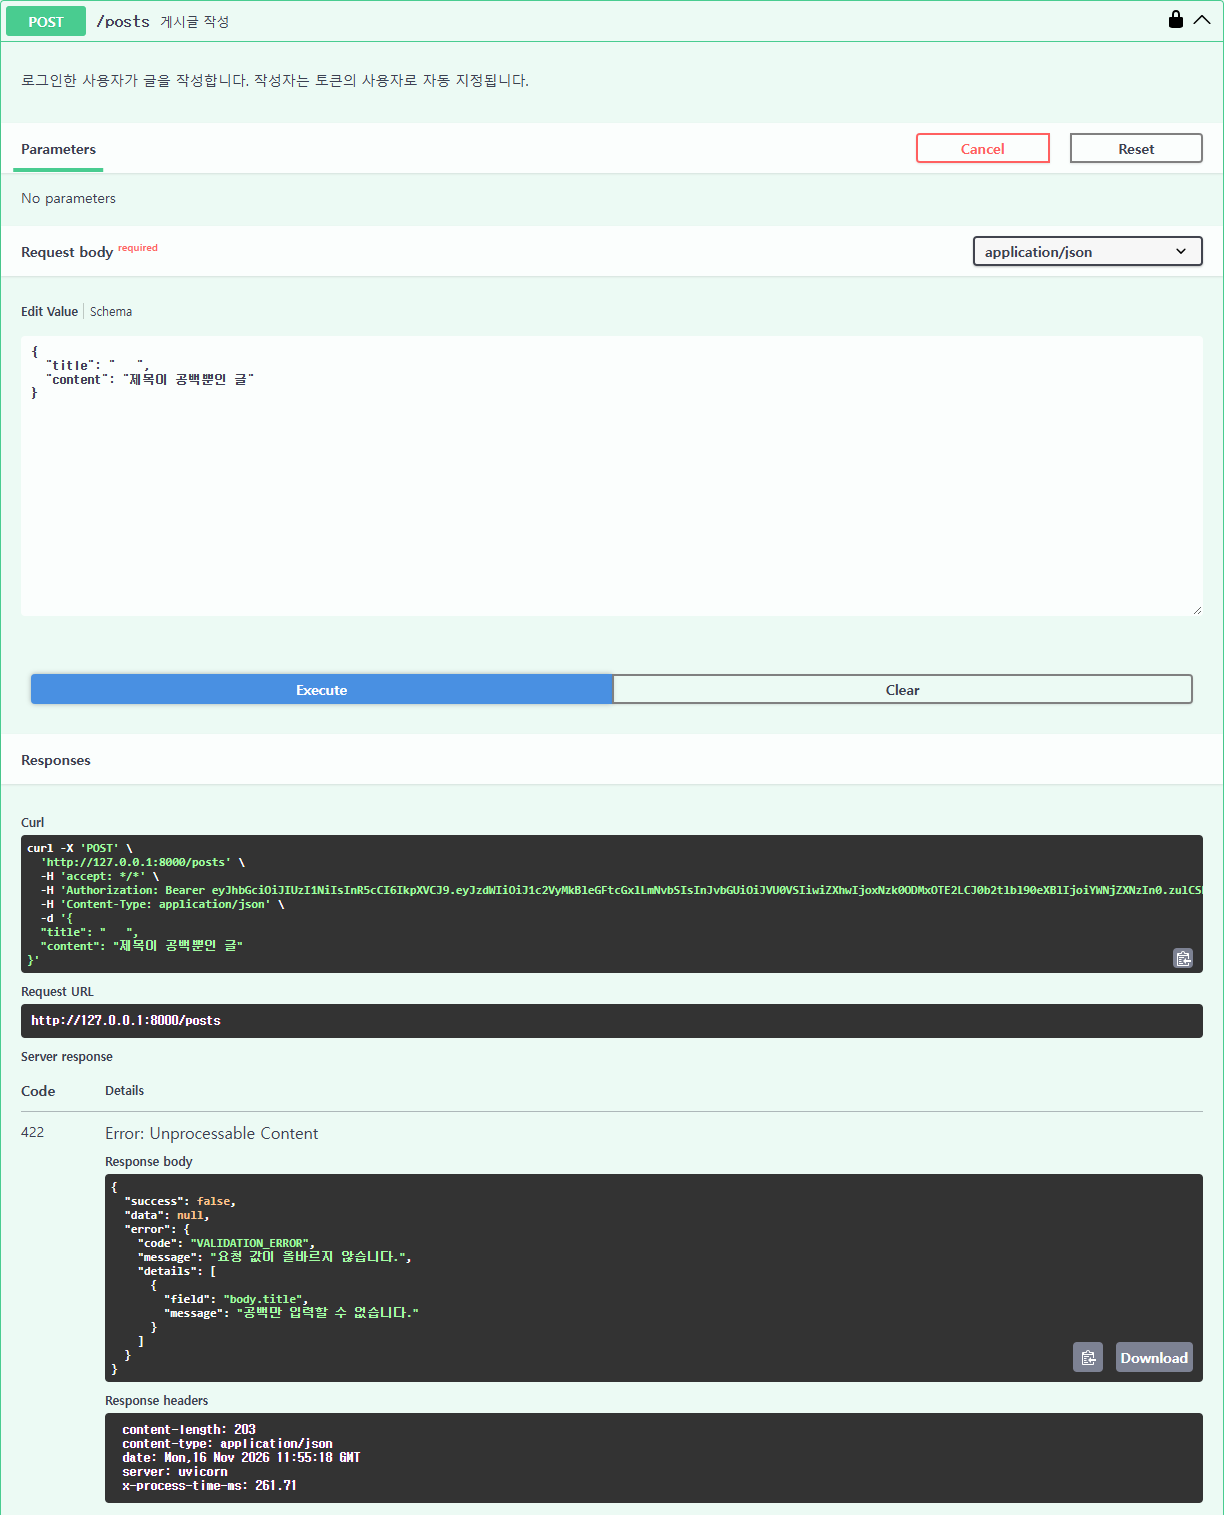 POST /posts 게시글 작성
로그인한 사용자가 글을 작성합니다. 작성자는 토큰의 사용자로 자동 지정됩니다.
Parameters
Cancel
Reset
No parameters
Request body required
application/json
Edit Value Schema
{
  "title": "   ",
  "content": "제목이 공백뿐인 글"
}
Execute
Clear
Responses
Curl
curl -X 'POST' \
  'http://127.0.0.1:8000/posts' \
  -H 'accept: */*' \
  -H 'Authorization: Bearer
  -H 'Content-Type: application/json' \
  -d '{
  "title": "   ",
  "content": "제목이 공백뿐인 글"
}'
Request URL
http://127.0.0.1:8000/posts
Server response
Code Details
422 Error: Unprocessable Content
Response body
{
  "success": false,
  "data": null,
  "error": {
    "code": "VALIDATION_ERROR",
    "message": "요청 값이 올바르지 않습니다.",
    "details": [
      {
        "field": "body.title",
        "message": "공백만 입력할 수 없습니다."
      }
    ]
  }
}
Download
Response headers
content-length: 203
content-type: application/json
date: Mon,16 Nov 2026 11:55:18 GMT
server: uvicorn
x-process-time-ms: 261.71